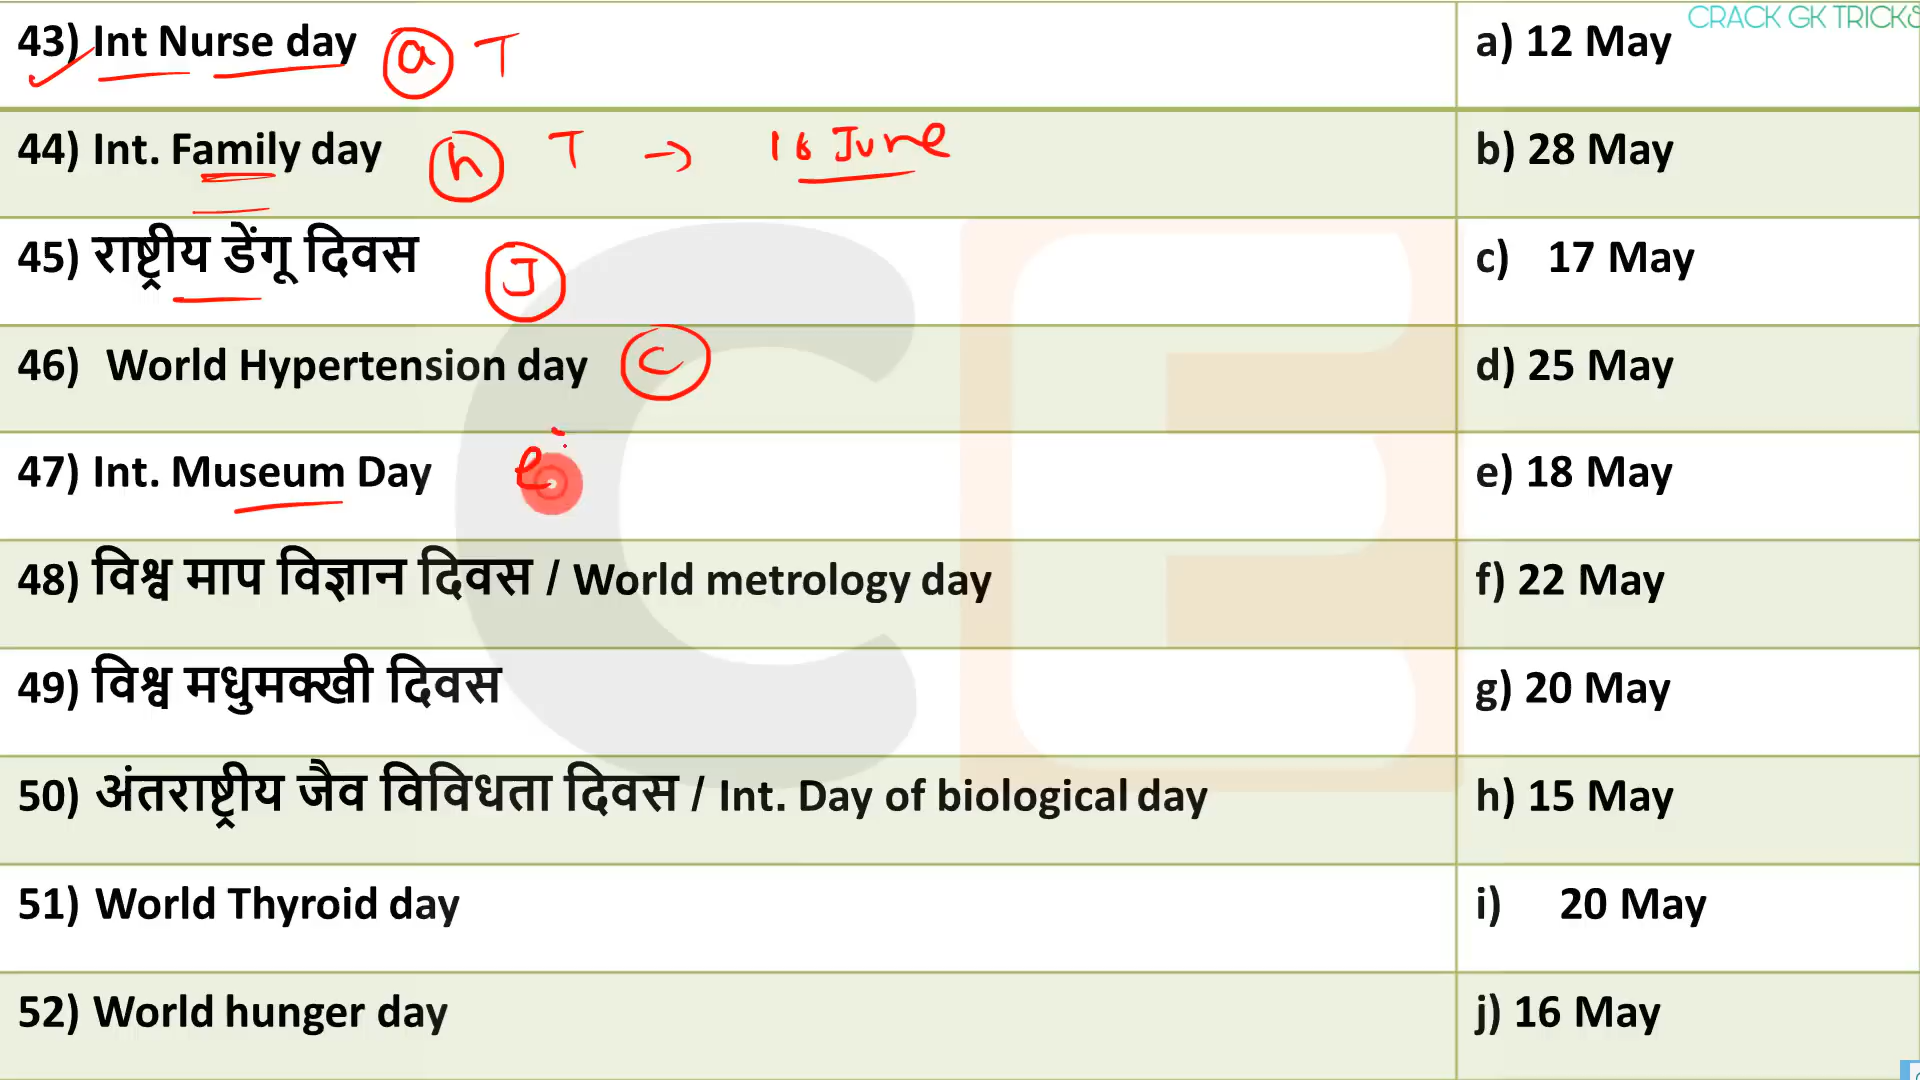 CRACK GK TRICKS
43) Int Nurse day a T a) 12 May
44) Int. Family day h T → 16 June b) 28 May
45) राष्ट्रीय डेंगू दिवस J c) 17 May
46) World Hypertension day C d) 25 May
47) Int. Museum Day e e) 18 May
48) विश्व माप विज्ञान दिवस / World metrology day f) 22 May
49) विश्व मधुमक्खी दिवस g) 20 May
50) अंतराष्ट्रीय जैव विविधता दिवस / Int. Day of biological day h) 15 May
51) World Thyroid day i) 20 May
52) World hunger day j) 16 May
CE